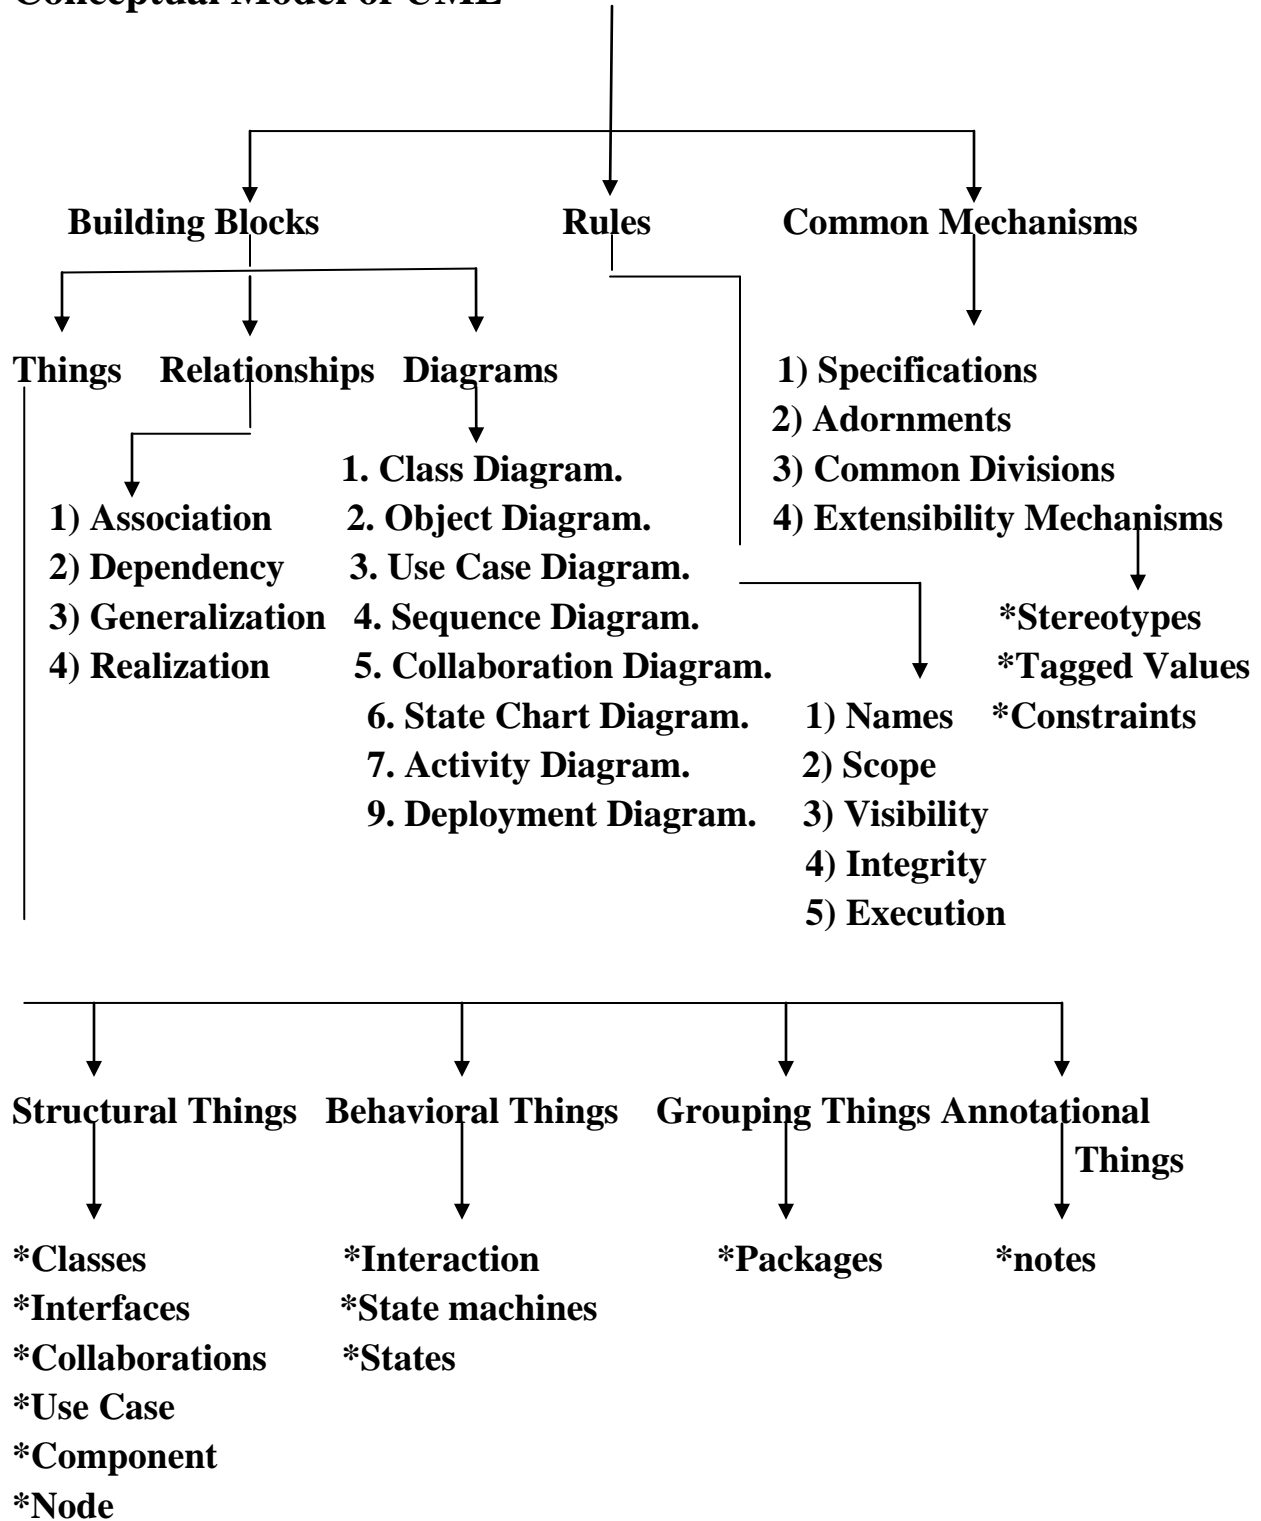 Conceptual Model of UML
Building Blocks
Rules
Common Mechanisms
Things
Relationships
Diagrams
1) Association
2) Dependency
3) Generalization
4) Realization
1. Class Diagram.
2. Object Diagram.
3. Use Case Diagram.
4. Sequence Diagram.
5. Collaboration Diagram.
6. State Chart Diagram.
7. Activity Diagram.
9. Deployment Diagram.
1) Names
2) Scope
3) Visibility
4) Integrity
5) Execution
1) Specifications
2) Adornments
3) Common Divisions
4) Extensibility Mechanisms
*Stereotypes
*Tagged Values
*Constraints
Structural Things
Behavioral Things
Grouping Things
Annotational
Things
*Classes
*Interfaces
*Collaborations
*Use Case
*Component
*Node
*Interaction
*State machines
*States
*Packages
*notes